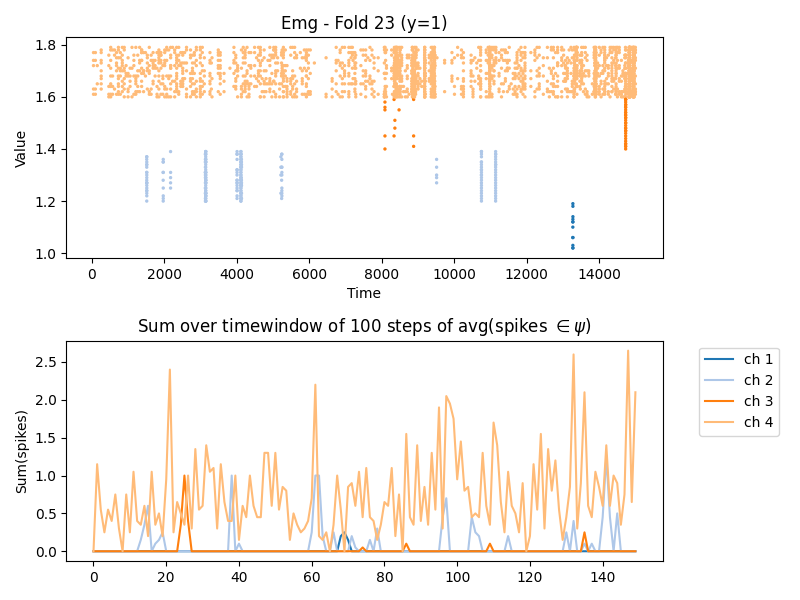 Emg - Fold 23 (y=1)
1.8
1.6
1.4
1.2
1.0
Value
0 2000 4000 6000 8000 10000 12000 14000
Time
Sum over timewindow of 100 steps of avg(spikes ∈ ψ)
2.5
2.0
1.5
1.0
0.5
0.0
Sum(spikes)
0 20 40 60 80 100 120 140
ch 1
ch 2
ch 3
ch 4